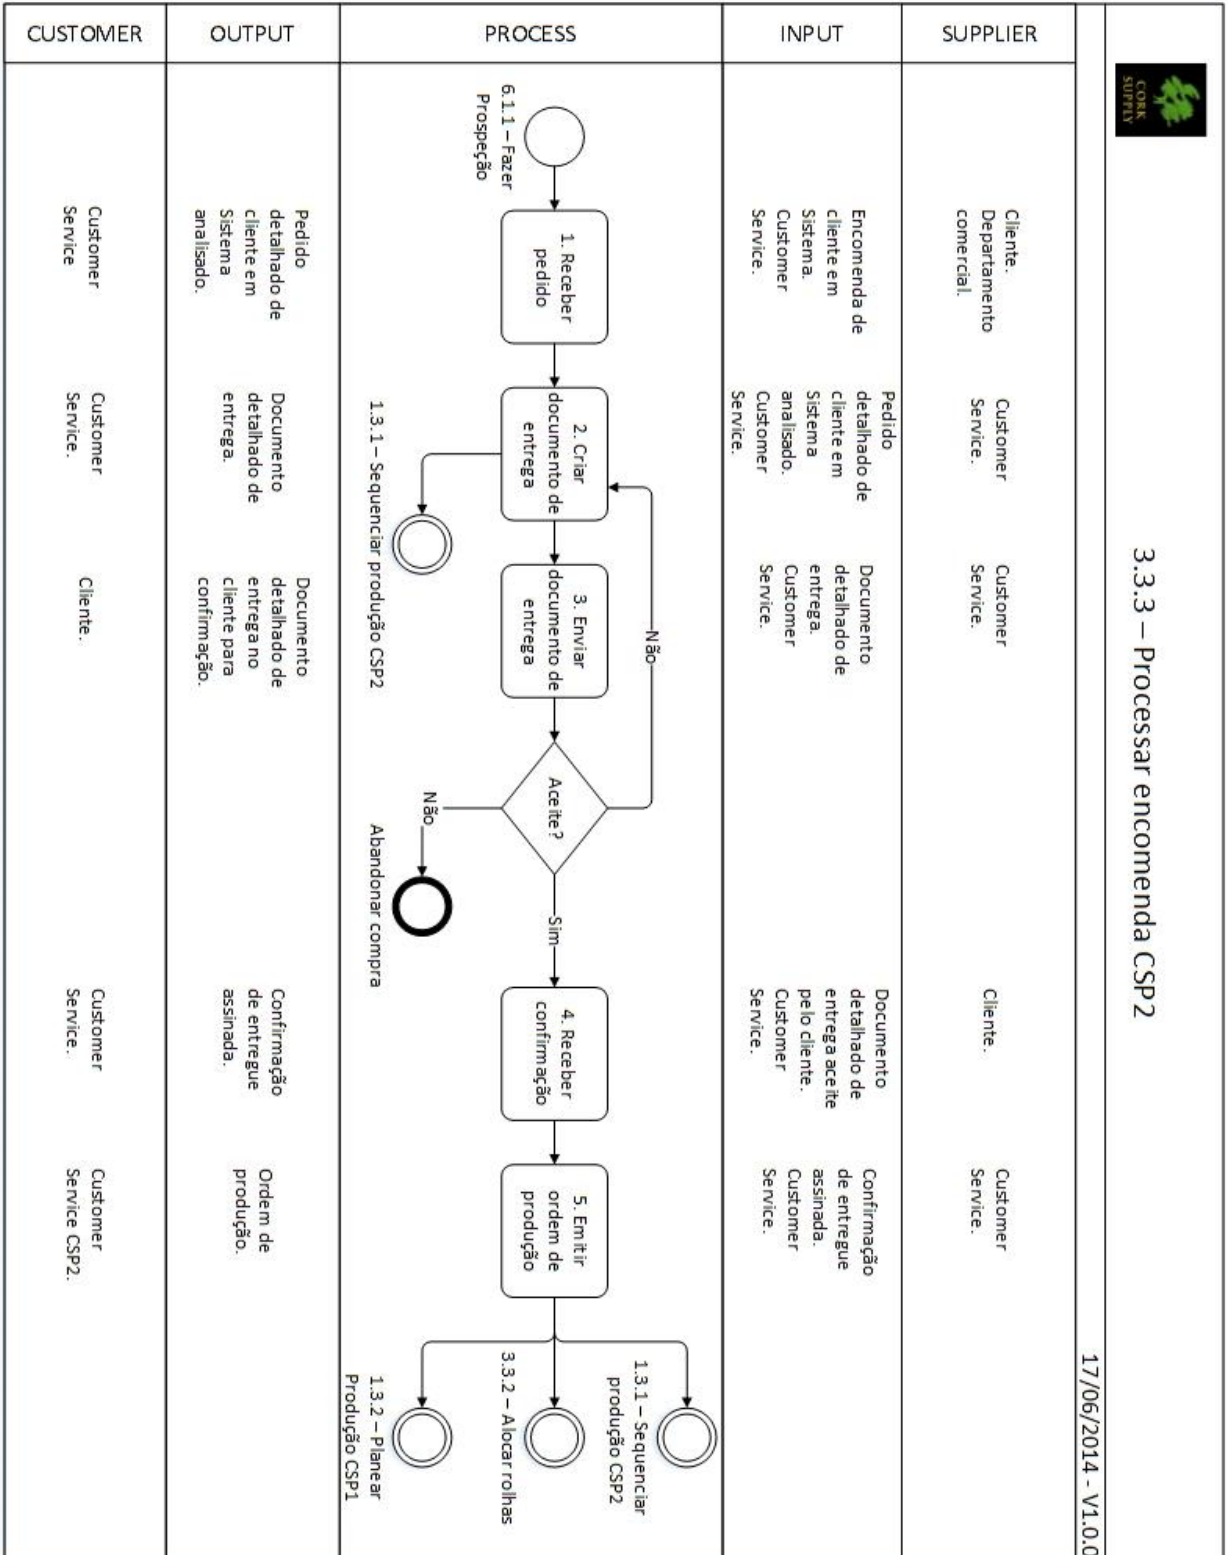 CORK
SUPPLY
3.3.3 – Processar encomenda CSP2
17/06/2014 - V1.0.0
SUPPLIER
Cliente.
Departamento
comercial.
Customer
Service.
Customer
Service.
Cliente.
Customer
Service.
INPUT
Encomenda de
cliente em
Sistema.
Customer
Service.
Pedido
detalhado de
cliente em
Sistema
analisado.
Customer
Service.
Documento
detalhado de
entrega.
Customer
Service.
Documento
detalhado de
entrega aceite
pelo cliente.
Customer
Service.
Confirmação
de entregue
assinada.
Customer
Service.
PROCESS
6.1.1 – Fazer
Prospeção
1. Receber
pedido
2. Criar
documento de
entrega
1.3.1 – Sequenciar produção CSP2
3. Enviar
documento de
entrega
Não
Aceite?
Não
Abandonar compra
Sim
4. Receber
confirmação
5. Emitir
ordem de
produção
1.3.1 – Sequenciar
produção CSP2
3.3.2 – Alocar rolhas
1.3.2 – Planear
Produção CSP1
OUTPUT
Pedido
detalhado de
cliente em
Sistema
analisado.
Documento
detalhado de
entrega.
Documento
detalhado de
entrega no
cliente para
confirmação.
Confirmação
de entregue
assinada.
Ordem de
produção.
CUSTOMER
Customer
Service
Customer
Service.
Cliente.
Customer
Service.
Customer
Service CSP2.